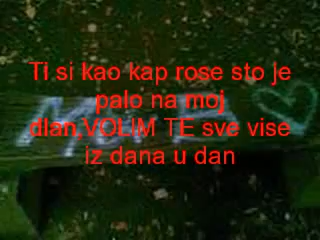 Ti si kao kap rose sto je
palo na moj
dlan,VOLIM TE sve vise
iz dana u dan